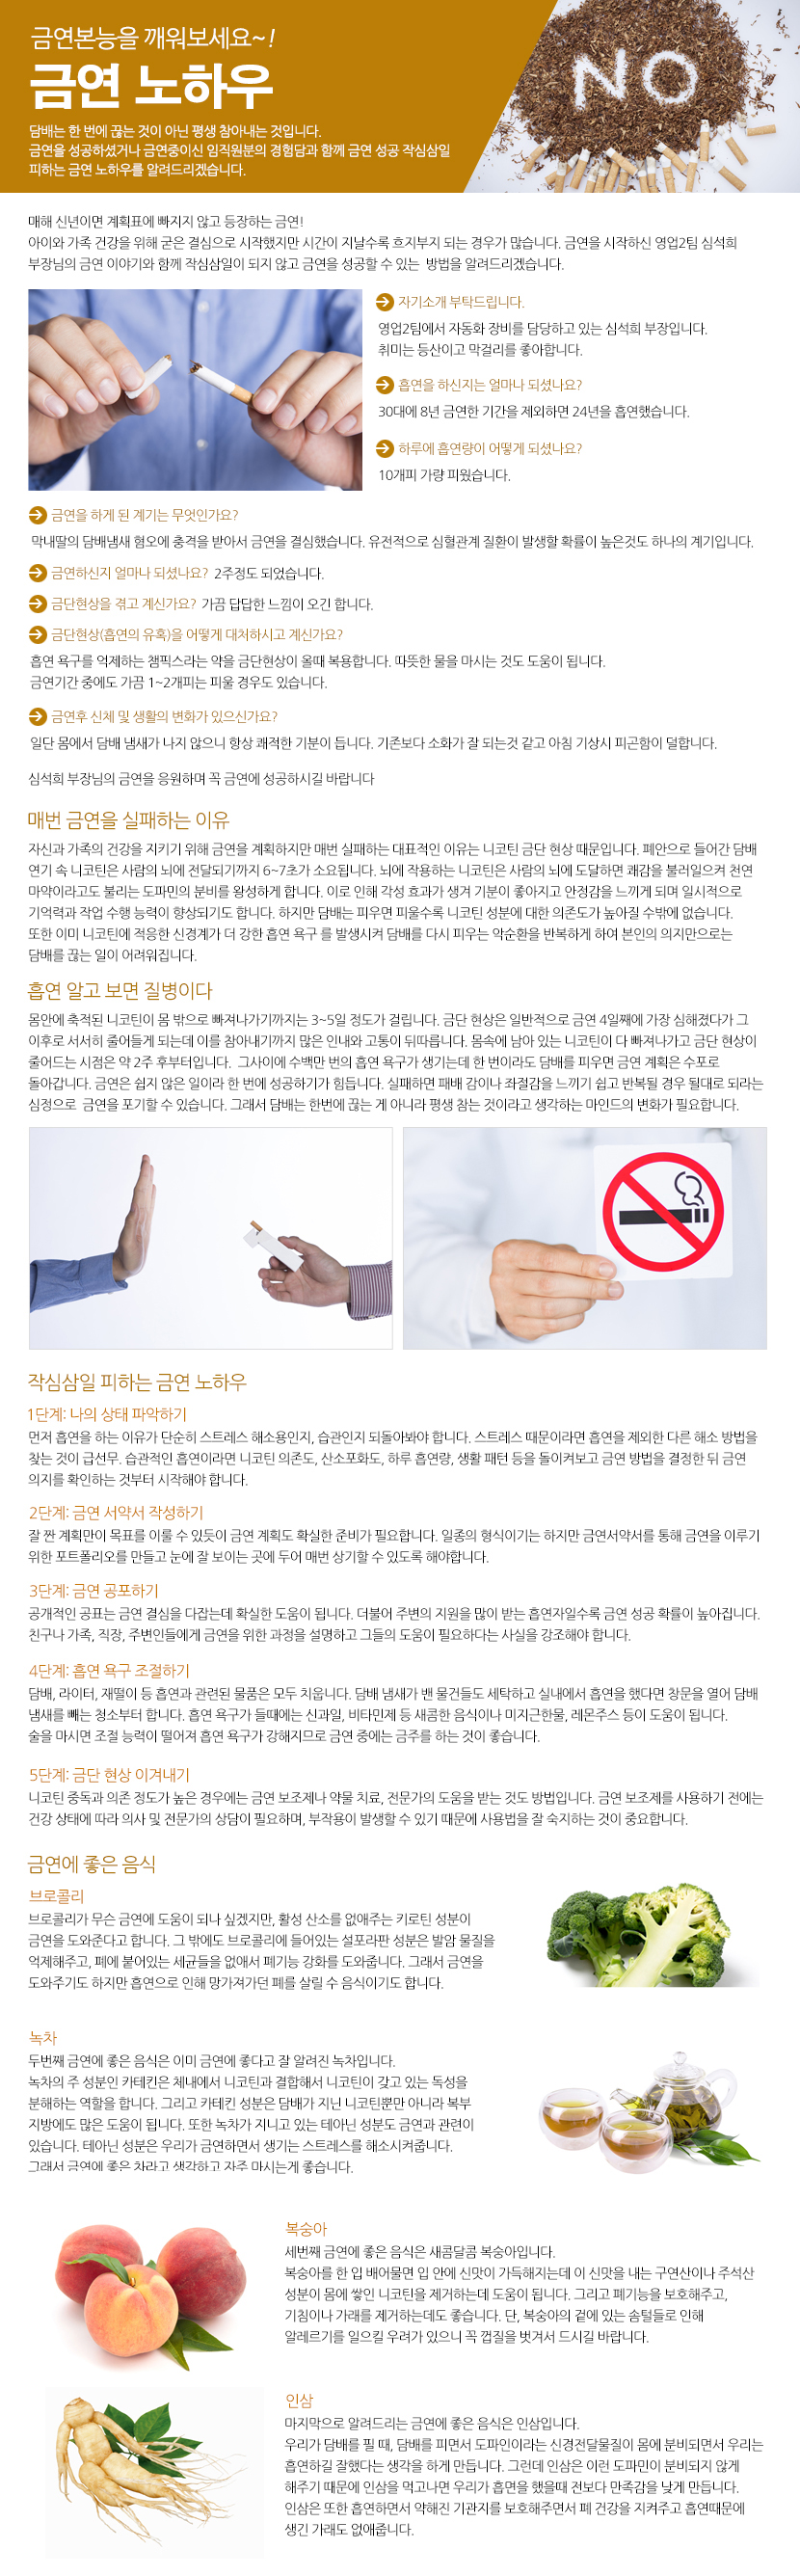 금연본능을 깨워보세요~!
금연 노하우
담배는 한 번에 끊는 것이 아닌 평생 참아내는 것입니다.
금연을 성공하셨거나 금연중이신 임직원분의 경험담과 함께 금연 성공 작심삼일
피하는 금연 노하우를 알려드리겠습니다.
NO
매해 신년이면 계획표에 빠지지 않고 등장하는 금연!
아이와 가족 건강을 위해 굳은 결심으로 시작했지만 시간이 지날수록 흐지부지 되는 경우가 많습니다. 금연을 시작하신 영업2팀 심석희
부장님의 금연 이야기와 함께 작심삼일이 되지 않고 금연을 성공할 수 있는 방법을 알려드리겠습니다.
자기소개 부탁드립니다.
영업2팀에서 자동화 장비를 담당하고 있는 심석희 부장입니다.
취미는 등산이고 막걸리를 좋아합니다.
흡연을 하신지는 얼마나 되셨나요?
30대에 8년 금연한 기간을 제외하면 24년을 흡연했습니다.
하루에 흡연량이 어떻게 되셨나요?
10개피 가량 피웠습니다.
금연을 하게 된 계기는 무엇인가요?
막내딸의 담배냄새 혐오에 충격을 받아서 금연을 결심했습니다. 유전적으로 심혈관계 질환이 발생할 확률이 높은것도 하나의 계기입니다.
금연하신지 얼마나 되셨나요? 2주정도 되었습니다.
금단현상을 겪고 계신가요? 가끔 답답한 느낌이 오긴 합니다.
금단현상(흡연의 유혹)을 어떻게 대처하시고 계신가요?
흡연 욕구를 억제하는 챔픽스라는 약을 금단현상이 올때 복용합니다. 따뜻한 물을 마시는 것도 도움이 됩니다.
금연기간 중에도 가끔 1~2개피는 피울 경우도 있습니다.
금연후 신체 및 생활의 변화가 있으신가요?
일단 몸에서 담배 냄새가 나지 않으니 항상 쾌적한 기분이 듭니다. 기존보다 소화가 잘 되는것 같고 아침 기상시 피곤함이 덜합니다.
심석희 부장님의 금연을 응원하며 꼭 금연에 성공하시길 바랍니다
매번 금연을 실패하는 이유
자신과 가족의 건강을 지키기 위해 금연을 계획하지만 매번 실패하는 대표적인 이유는 니코틴 금단 현상 때문입니다. 폐안으로 들어간 담배
연기 속 니코틴은 사람의 뇌에 전달되기까지 6~7초가 소요됩니다. 뇌에 작용하는 니코틴은 사람의 뇌에 도달하면 쾌감을 불러일으켜 천연
마약이라고도 불리는 도파민의 분비를 왕성하게 합니다. 이로 인해 각성 효과가 생겨 기분이 좋아지고 안정감을 느끼게 되며 일시적으로
기억력과 작업 수행 능력이 향상되기도 합니다. 하지만 담배는 피우면 피울수록 니코틴 성분에 대한 의존도가 높아질 수밖에 없습니다.
또한 이미 니코틴에 적응한 신경계가 더 강한 흡연 욕구 를 발생시켜 담배를 다시 피우는 악순환을 반복하게 하여 본인의 의지만으로는
담배를 끊는 일이 어려워집니다.
흡연 알고 보면 질병이다
몸안에 축적된 니코틴이 몸 밖으로 빠져나가기까지는 3~5일 정도가 걸립니다. 금단 현상은 일반적으로 금연 4일째에 가장 심해졌다가 그
이후로 서서히 줄어들게 되는데 이를 참아내기까지 많은 인내와 고통이 뒤따릅니다. 몸속에 남아 있는 니코틴이 다 빠져나가고 금단 현상이
줄어드는 시점은 약 2주 후부터입니다. 그사이에 수백만 번의 흡연 욕구가 생기는데 한 번이라도 담배를 피우면 금연 계획은 수포로
돌아갑니다. 금연은 쉽지 않은 일이라 한 번에 성공하기가 힘듭니다. 실패하면 패배 감이나 좌절감을 느끼기 쉽고 반복될 경우 될대로 되라는
심정으로 금연을 포기할 수 있습니다. 그래서 담배는 한번에 끊는 게 아니라 평생 참는 것이라고 생각하는 마인드의 변화가 필요합니다.
작심삼일 피하는 금연 노하우
1단계: 나의 상태 파악하기
먼저 흡연을 하는 이유가 단순히 스트레스 해소용인지, 습관인지 되돌아봐야 합니다. 스트레스 때문이라면 흡연을 제외한 다른 해소 방법을
찾는 것이 급선무. 습관적인 흡연이라면 니코틴 의존도, 산소포화도, 하루 흡연량, 생활 패턴 등을 돌이켜보고 금연 방법을 결정한 뒤 금연
의지를 확인하는 것부터 시작해야 합니다.
2단계: 금연 서약서 작성하기
잘 짠 계획만이 목표를 이룰 수 있듯이 금연 계획도 확실한 준비가 필요합니다. 일종의 형식이기는 하지만 금연서약서를 통해 금연을 이루기
위한 포트폴리오를 만들고 눈에 잘 보이는 곳에 두어 매번 상기할 수 있도록 해야합니다.
3단계: 금연 공포하기
공개적인 공표는 금연 결심을 다잡는데 확실한 도움이 됩니다. 더불어 주변의 지원을 많이 받는 흡연자일수록 금연 성공 확률이 높아집니다.
친구나 가족, 직장, 주변인들에게 금연을 위한 과정을 설명하고 그들의 도움이 필요하다는 사실을 강조해야 합니다.
4단계: 흡연 욕구 조절하기
담배, 라이터, 재떨이 등 흡연과 관련된 물품은 모두 치웁니다. 담배 냄새가 밴 물건들도 세탁하고 실내에서 흡연을 했다면 창문을 열어 담배
냄새를 빼는 청소부터 합니다. 흡연 욕구가 들때에는 신과일, 비타민제 등 새콤한 음식이나 미지근한물, 레몬주스 등이 도움이 됩니다.
술을 마시면 조절 능력이 떨어져 흡연 욕구가 강해지므로 금연 중에는 금주를 하는 것이 좋습니다.
5단계: 금단 현상 이겨내기
니코틴 중독과 의존 정도가 높은 경우에는 금연 보조제나 약물 치료, 전문가의 도움을 받는 것도 방법입니다. 금연 보조제를 사용하기 전에는
건강 상태에 따라 의사 및 전문가의 상담이 필요하며, 부작용이 발생할 수 있기 때문에 사용법을 잘 숙지하는 것이 중요합니다.
금연에 좋은 음식
브로콜리
브로콜리가 무슨 금연에 도움이 되나 싶겠지만, 활성 산소를 없애주는 키로틴 성분이
금연을 도와준다고 합니다. 그 밖에도 브로콜리에 들어있는 설포라판 성분은 발암 물질을
억제해주고, 폐에 붙어있는 세균들을 없애서 폐기능 강화를 도와줍니다. 그래서 금연을
도와주기도 하지만 흡연으로 인해 망가져가던 폐를 살릴 수 음식이기도 합니다.
녹차
두번째 금연에 좋은 음식은 이미 금연에 좋다고 잘 알려진 녹차입니다.
녹차의 주 성분인 카테킨은 체내에서 니코틴과 결합해서 니코틴이 갖고 있는 독성을
분해하는 역할을 합니다. 그리고 카테킨 성분은 담배가 지닌 니코틴뿐만 아니라 복부
지방에도 많은 도움이 됩니다. 또한 녹차가 지니고 있는 테아닌 성분도 금연과 관련이
있습니다. 테아닌 성분은 우리가 금연하면서 생기는 스트레스를 해소시켜줍니다.
그래서 금연에 좋은 차라고 생각하고 자주 마시는게 좋습니다.
복숭아
세번째 금연에 좋은 음식은 새콤달콤 복숭아입니다.
복숭아를 한 입 배어물면 입 안에 신맛이 가득해지는데 이 신맛을 내는 구연산이나 주석산
성분이 몸에 쌓인 니코틴을 제거하는데 도움이 됩니다. 그리고 폐기능을 보호해주고,
기침이나 가래를 제거하는데도 좋습니다. 단, 복숭아의 겉에 있는 솜털들로 인해
알레르기를 일으킬 우려가 있으니 꼭 껍질을 벗겨서 드시길 바랍니다.
인삼
마지막으로 알려드리는 금연에 좋은 음식은 인삼입니다.
우리가 담배를 필 때, 담배를 피면서 도파인이라는 신경전달물질이 몸에 분비되면서 우리는
흡연하길 잘했다는 생각을 하게 만듭니다. 그런데 인삼은 이런 도파민이 분비되지 않게
해주기 때문에 인삼을 먹고나면 우리가 흡연을 했을때 전보다 만족감을 낮게 만듭니다.
인삼은 또한 흡연하면서 약해진 기관지를 보호해주면서 폐 건강을 지켜주고 흡연때문에
생긴 가래도 없애줍니다.